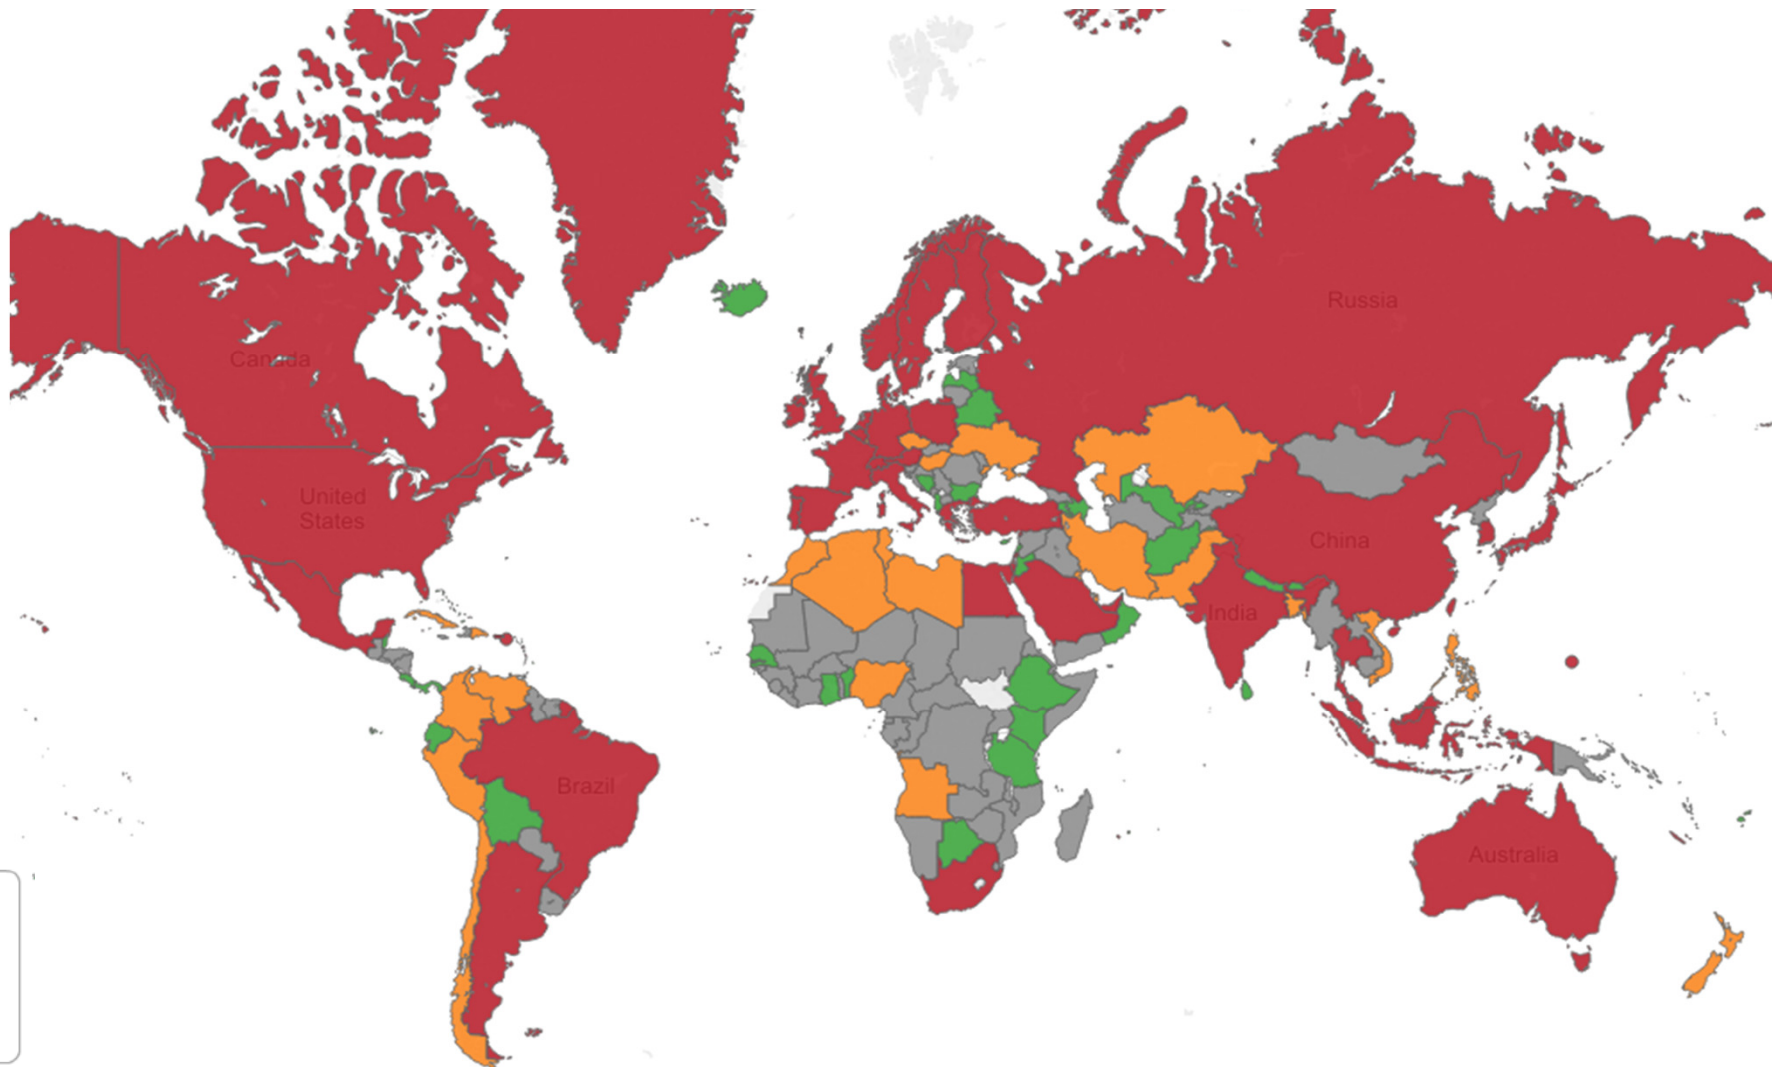 Russia
Canada
United
States
China
India
Brazil
Australia